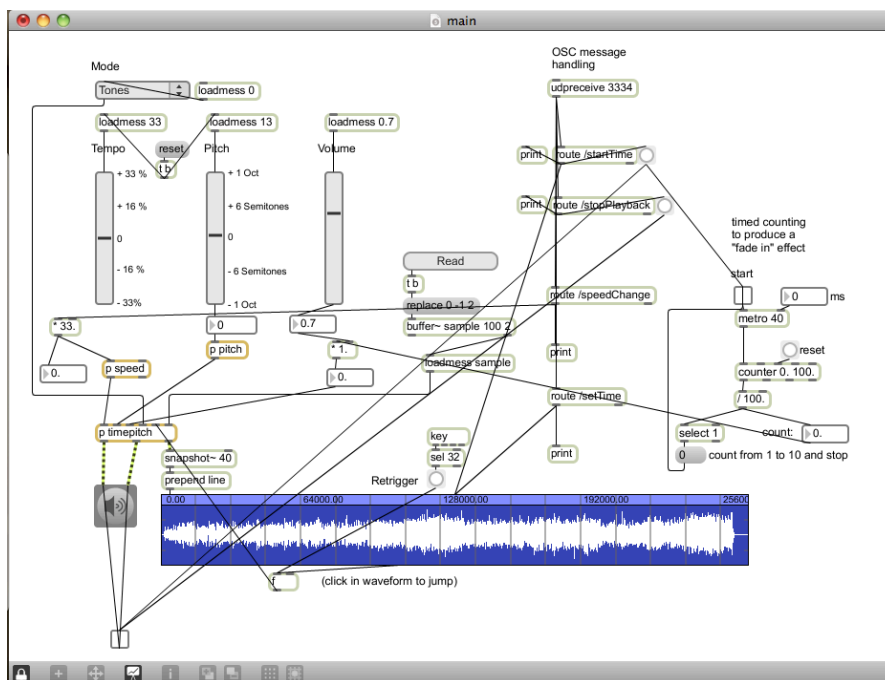 main
OSC message
handling
Mode
Tones
loadmess 0
udpreceive 3334
loadmess 33
loadmess 13
loadmess 0.7
Tempo
reset
Pitch
Volume
print
route /startTime
t b
+ 33 %
+ 1 Oct
+ 16 %
+ 6 Semitones
print
route /stopPlayback
timed counting
to produce a
"fade in" effect
0
0
Read
- 16 %
- 6 Semitones
start
t b
- 33%
- 1 Oct
replace 0 -1 2
route /speedChange
0
ms
* 33.
0
0.7
buffer~ sample 100 2
metro 40
p pitch
* 1.
print
reset
0.
p speed
0.
loadmess sample
counter 0. 100.
route /setTime
/ 100.
p timepitch
key
select 1
count:
0.
snapshot~ 40
sel 32
print
0
count from 1 to 10 and stop
prepend line
Retrigger
0.00
64000.00
128000.00
192000.00
25600
f
(click in waveform to jump)